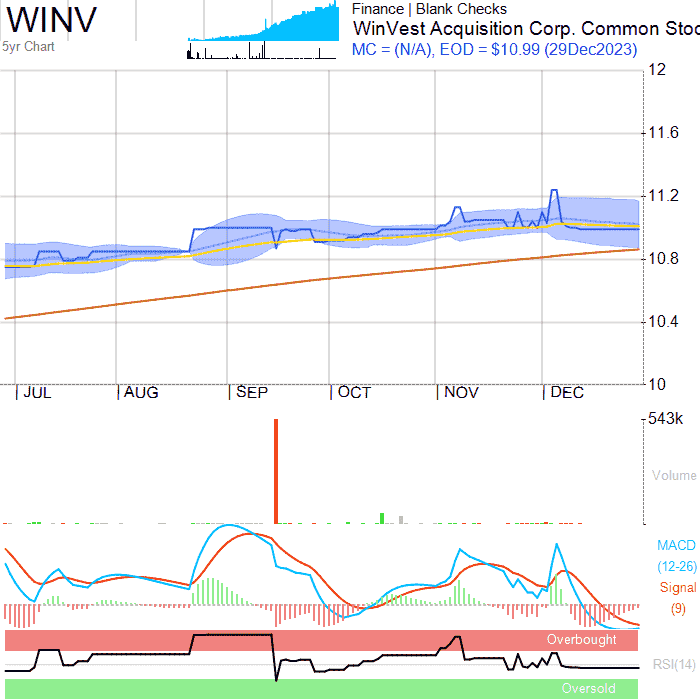 WINV
5yr Chart
Finance | Blank Checks
WinVest Acquisition Corp. Common Stoc
MC = (N/A), EOD = $10.99 (29Dec2023)
12
11.6
11.2
10.8
10.4
10
JUL AUG SEP OCT NOV DEC
543k
Volume
MACD
(12-26)
Signal
(9)
Overbought
RSI(14)
Oversold